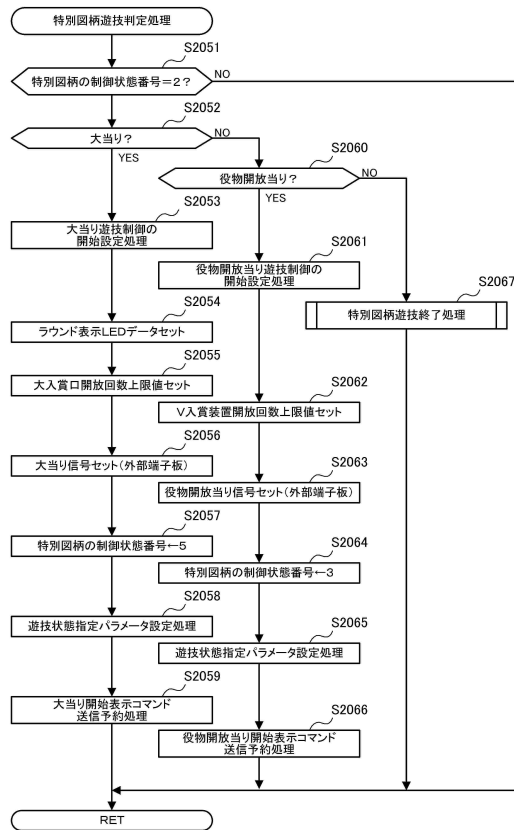 特別図柄遊技判定処理
S2051
特別図柄の制御状態番号＝2？
NO
S2052
大当り？
NO
YES
S2060
役物開放当り？
NO
YES
S2053
大当り遊技制御の
開始設定処理
S2061
役物開放当り遊技制御の
開始設定処理
S2067
特別図柄遊技終了処理
S2054
ラウンド表示LEDデータセット
S2055
大入賞口開放回数上限値セット
S2062
V入賞装置開放回数上限値セット
S2056
大当り信号セット（外部端子板）
S2063
役物開放当り信号セット（外部端子板）
S2057
特別図柄の制御状態番号←5
S2064
特別図柄の制御状態番号←3
S2058
遊技状態指定パラメータ設定処理
S2065
遊技状態指定パラメータ設定処理
S2059
大当り開始表示コマンド
送信予約処理
S2066
役物開放当り開始表示コマンド
送信予約処理
RET